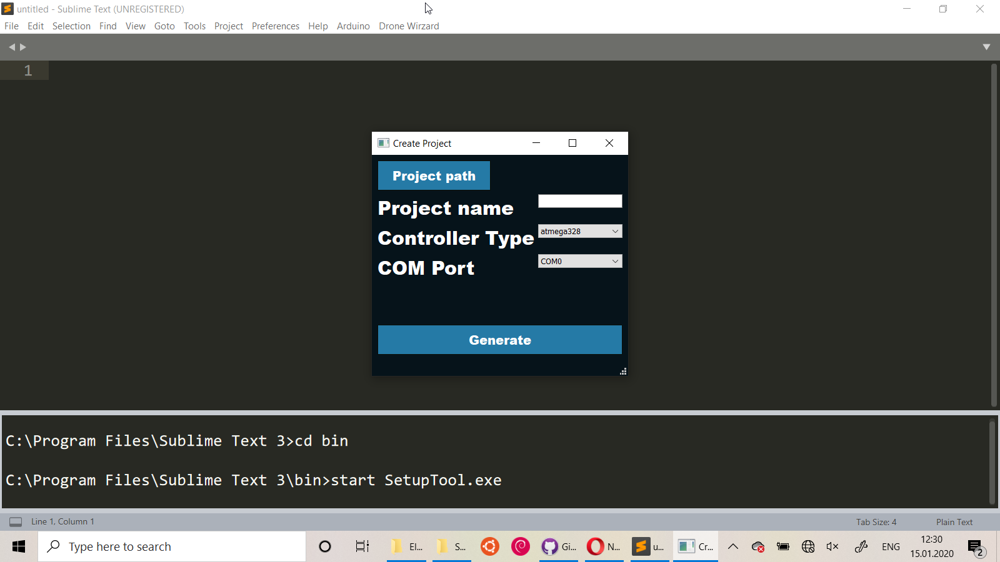 untitled - Sublime Text (UNREGISTERED)
File Edit Selection Find View Goto Tools Project Preferences Help Arduino Drone Wirzard
1
Create Project
Project path
Project name
Controller Type atmega328
COM Port COM0
Generate
C:\Program Files\Sublime Text 3>cd bin
C:\Program Files\Sublime Text 3\bin>start SetupTool.exe
Line 1, Column 1 Tab Size: 4 Plain Text
Type here to search El... S... Gi... N... u... Cr... ENG 12:30
15.01.2020 2